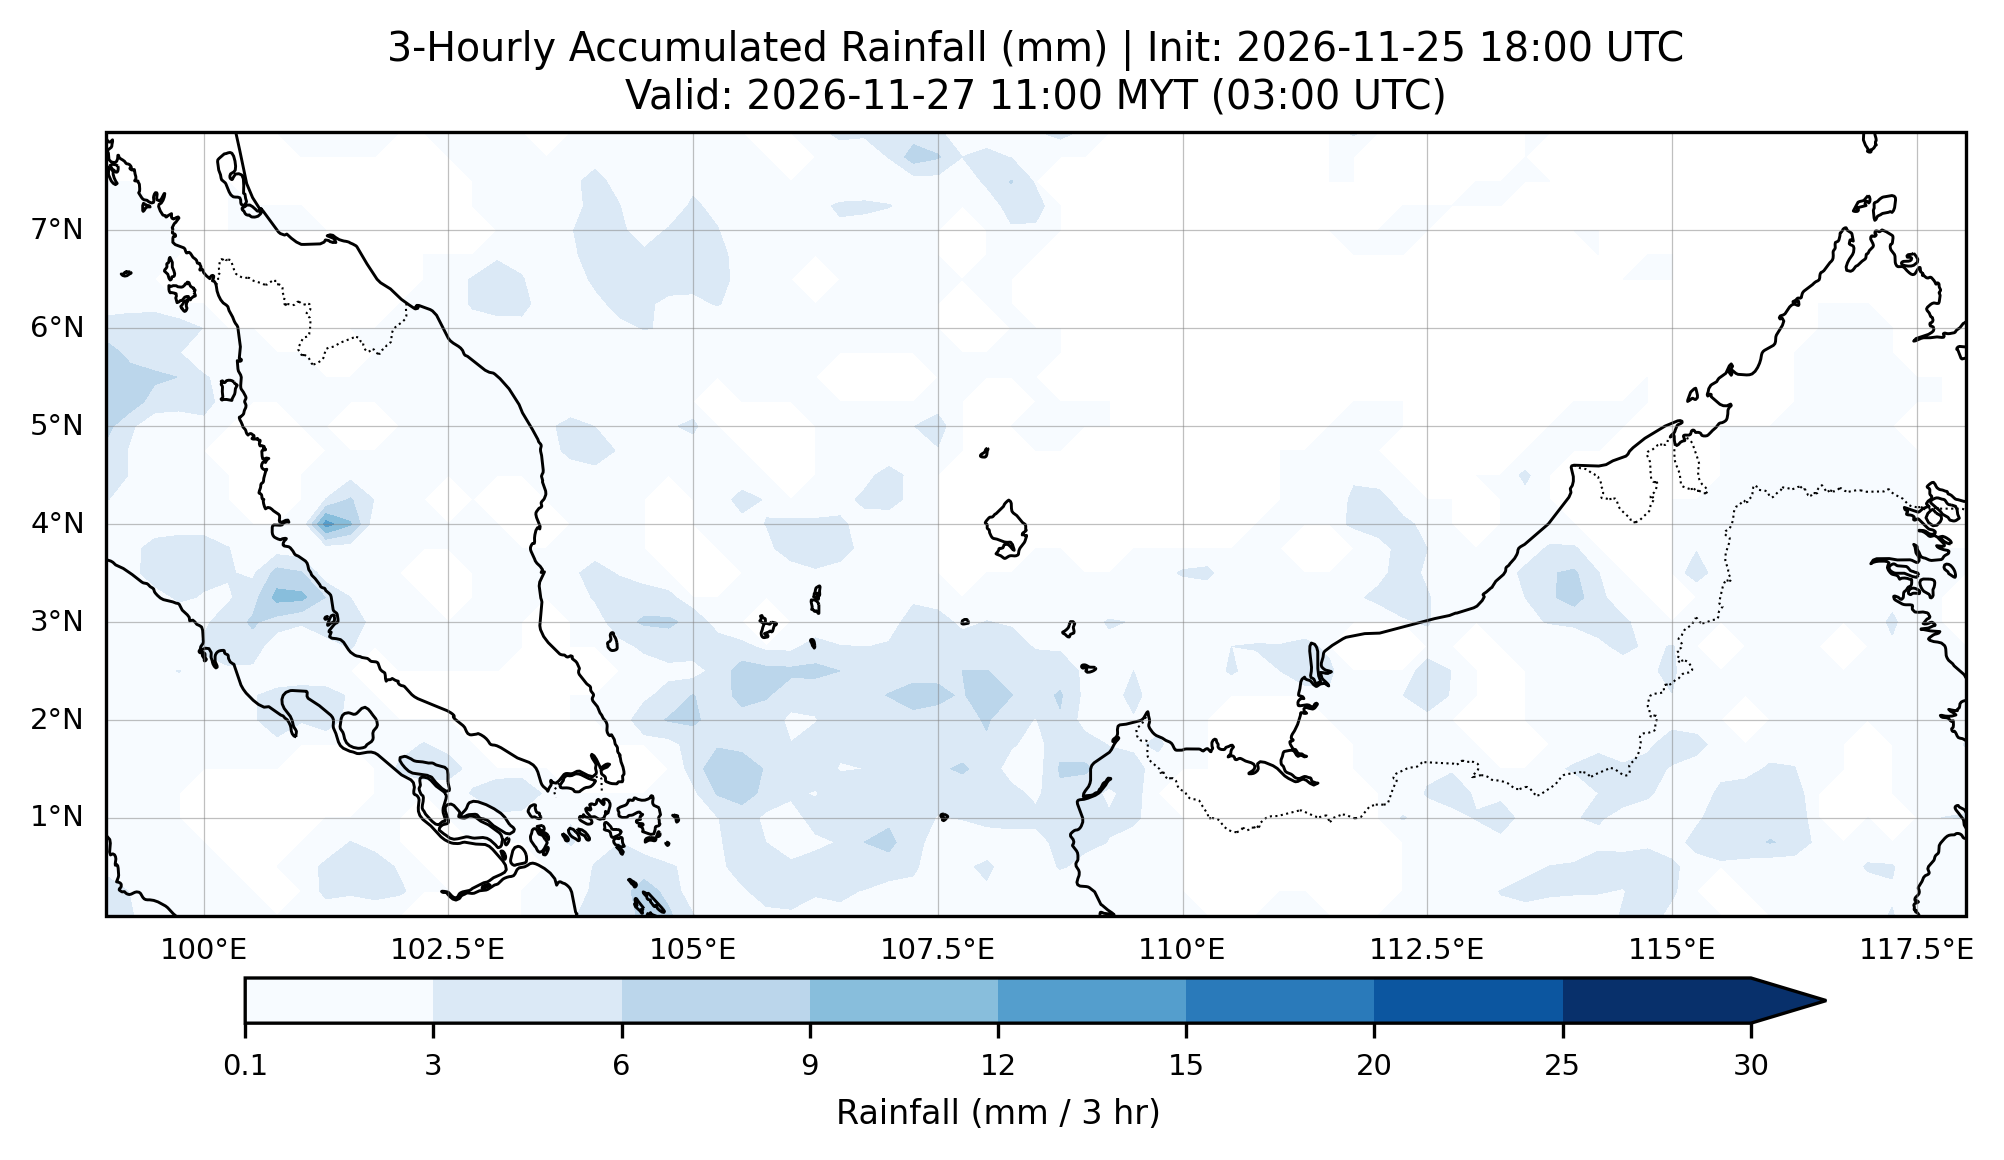 3-Hourly Accumulated Rainfall (mm) | Init: 2026-11-25 18:00 UTC
Valid: 2026-11-27 11:00 MYT (03:00 UTC)
7°N
6°N
5°N
4°N
3°N
2°N
1°N
100°E 102.5°E 105°E 107.5°E 110°E 112.5°E 115°E 117.5°E
0.1 3 6 9 12 15 20 25 30
Rainfall (mm / 3 hr)